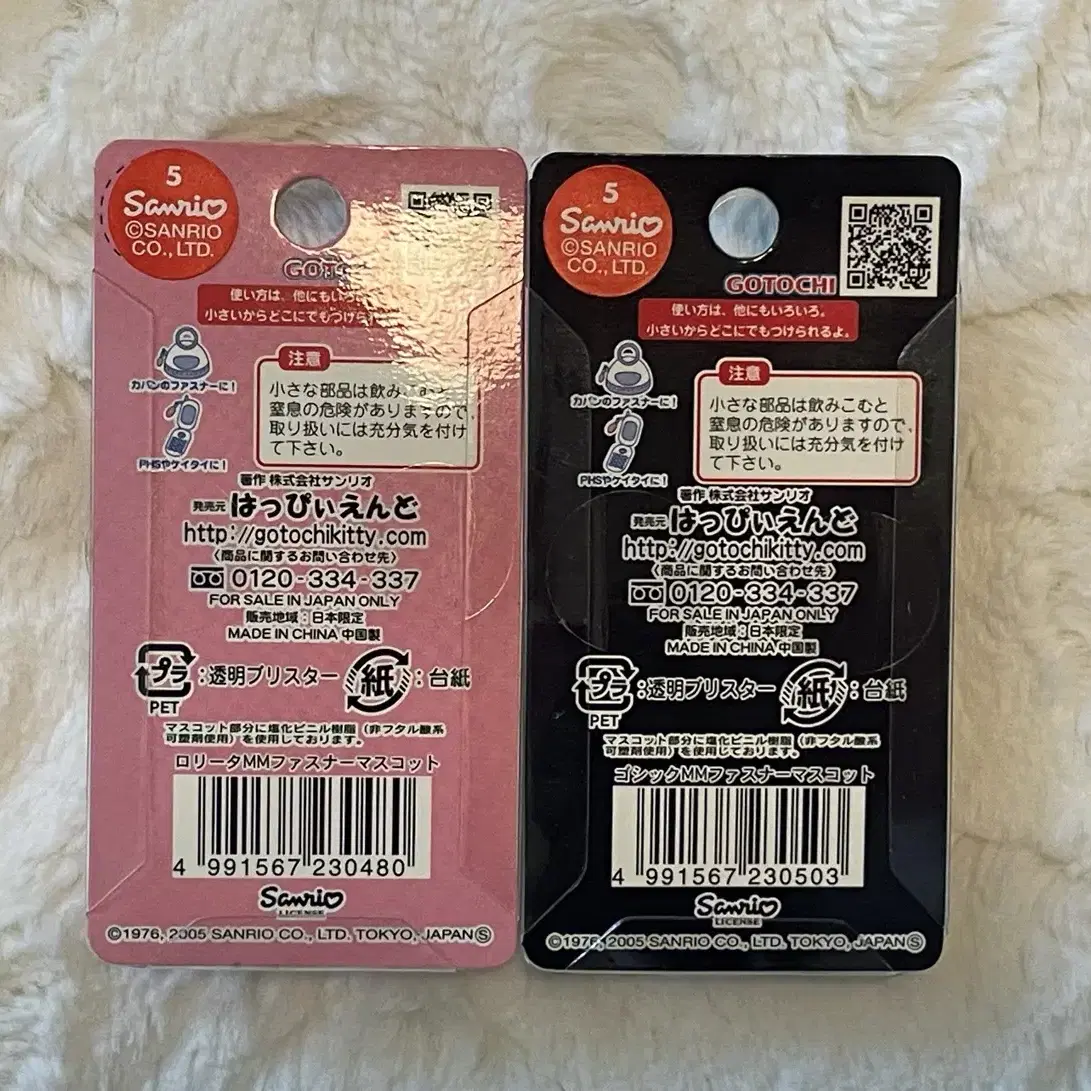 5
Sanrio
©SANRIO
CO., LTD.
使い方は、他にもいろ
小さいからどこにでもつけら
カバンのファスナーに!
PHSやケイタイに!
注意
小さな部品は飲みこむと
窒息の危険がありますので、
取り扱いには充分気を付け
て下さい。
著作 株式会社サンリオ
発売元 はっぴぃえんど
http://gotochikitty.com
〈商品に関するお問い合わせ先〉
0120-334-337
FOR SALE IN JAPAN ONLY
販売地域:日本限定
MADE IN CHINA 中国製
プラ :透明ブリスター 紙 :台紙
PET
マスコット部分に塩化ビニル樹脂(非フタル酸系
可塑剤使用)を使用しております。
ロリータMMファスナーマスコット
4 991567 230480
Sanrio
LICENSE
©1976, 2005 SANRIO CO., LTD. TOKYO, JAPAN Ⓢ
5
Sanrio
©SANRIO
CO., LTD.
GOTOCHI
使い方は、他にもいろいろ。
小さいからどこにでもつけられるよ。
カバンのファスナーに!
PHSやケイタイに!
注意
小さな部品は飲みこむと
窒息の危険がありますので、
取り扱いには充分気を付け
て下さい。
著作 株式会社サンリオ
発売元 はっぴぃえんど
http://gotochikitty.com
〈商品に関するお問い合わせ先〉
0120-334-337
FOR SALE IN JAPAN ONLY
販売地域:日本限定
MADE IN CHINA 中国製
プラ :透明ブリスター 紙 :台紙
PET
マスコット部分に塩化ビニル樹脂(非フタル酸系
可塑剤使用)を使用しております。
ゴシックMMファスナーマスコット
4 991567 230503
Sanrio
LICENSE
©1976, 2005 SANRIO CO., LTD. TOKYO, JAPAN Ⓢ